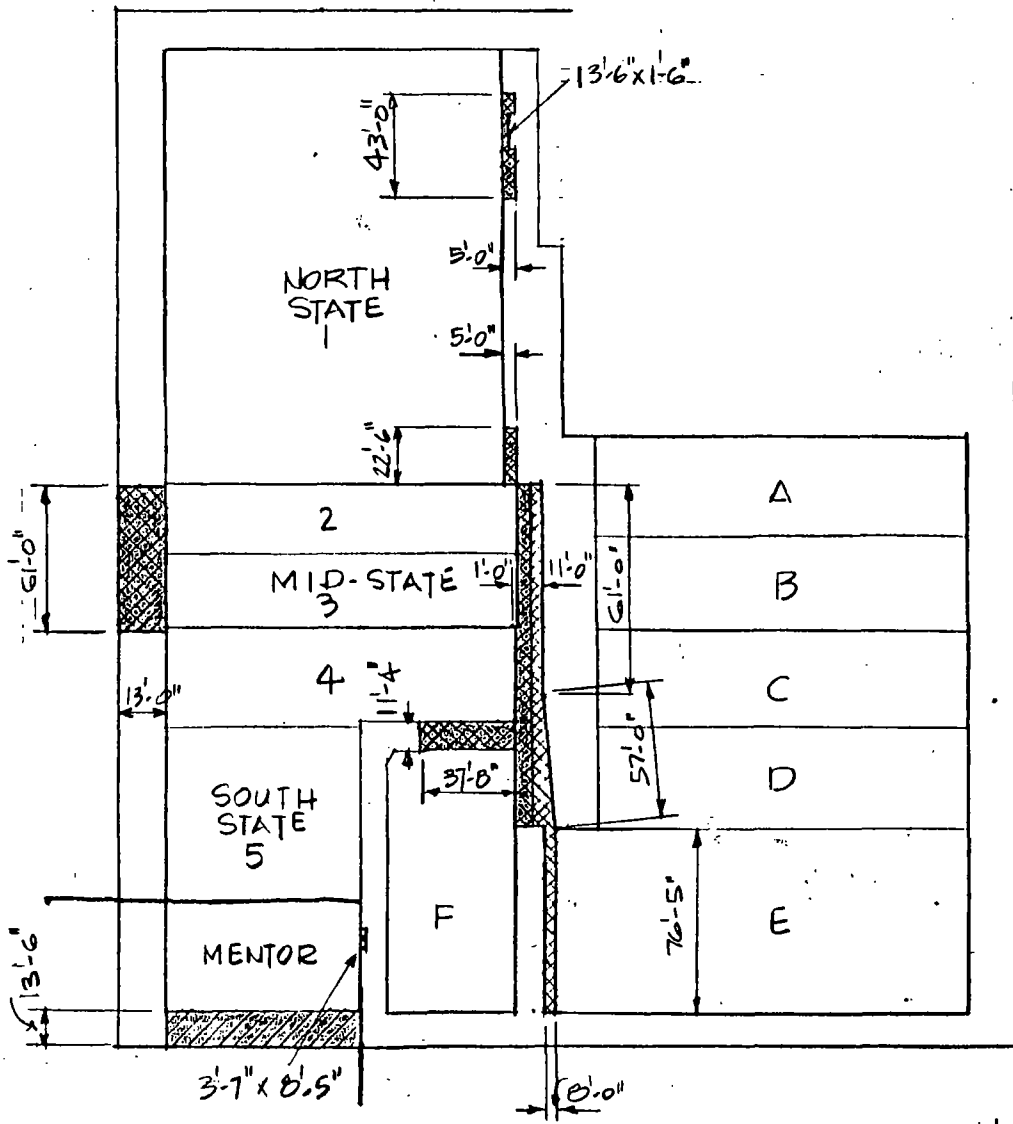 13'-6" x 1'-6"
43'-0"
5'-0"
NORTH
STATE
1
5'-0"
22'-6"
A
2
61'-0"
1'-0"
11'-0"
61'-0"
MID-STATE
3
B
4
11'-4"
13'-0"
C
37'-8"
57'-0"
D
SOUTH
STATE
5
F
76'-5"
E
MENTOR
13'-6"
3'-7" x 8'-5"
8'-0"